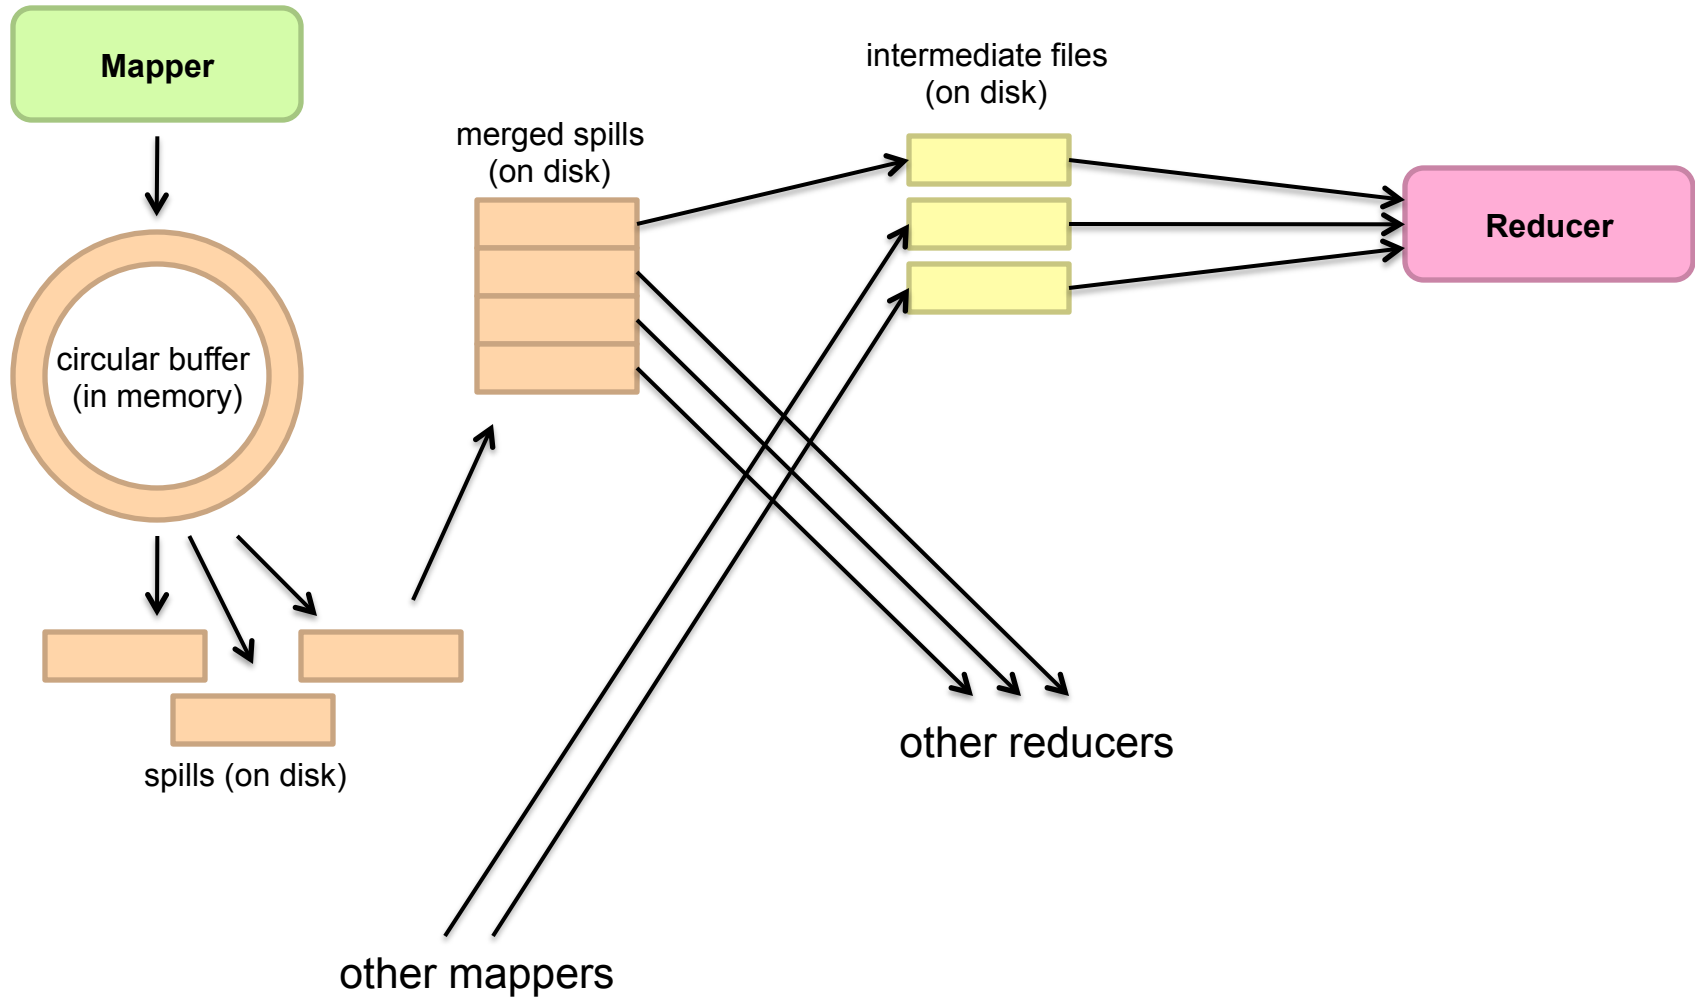 Mapper
circular buffer
(in memory)
spills (on disk)
merged spills
(on disk)
intermediate files
(on disk)
Reducer
other reducers
other mappers